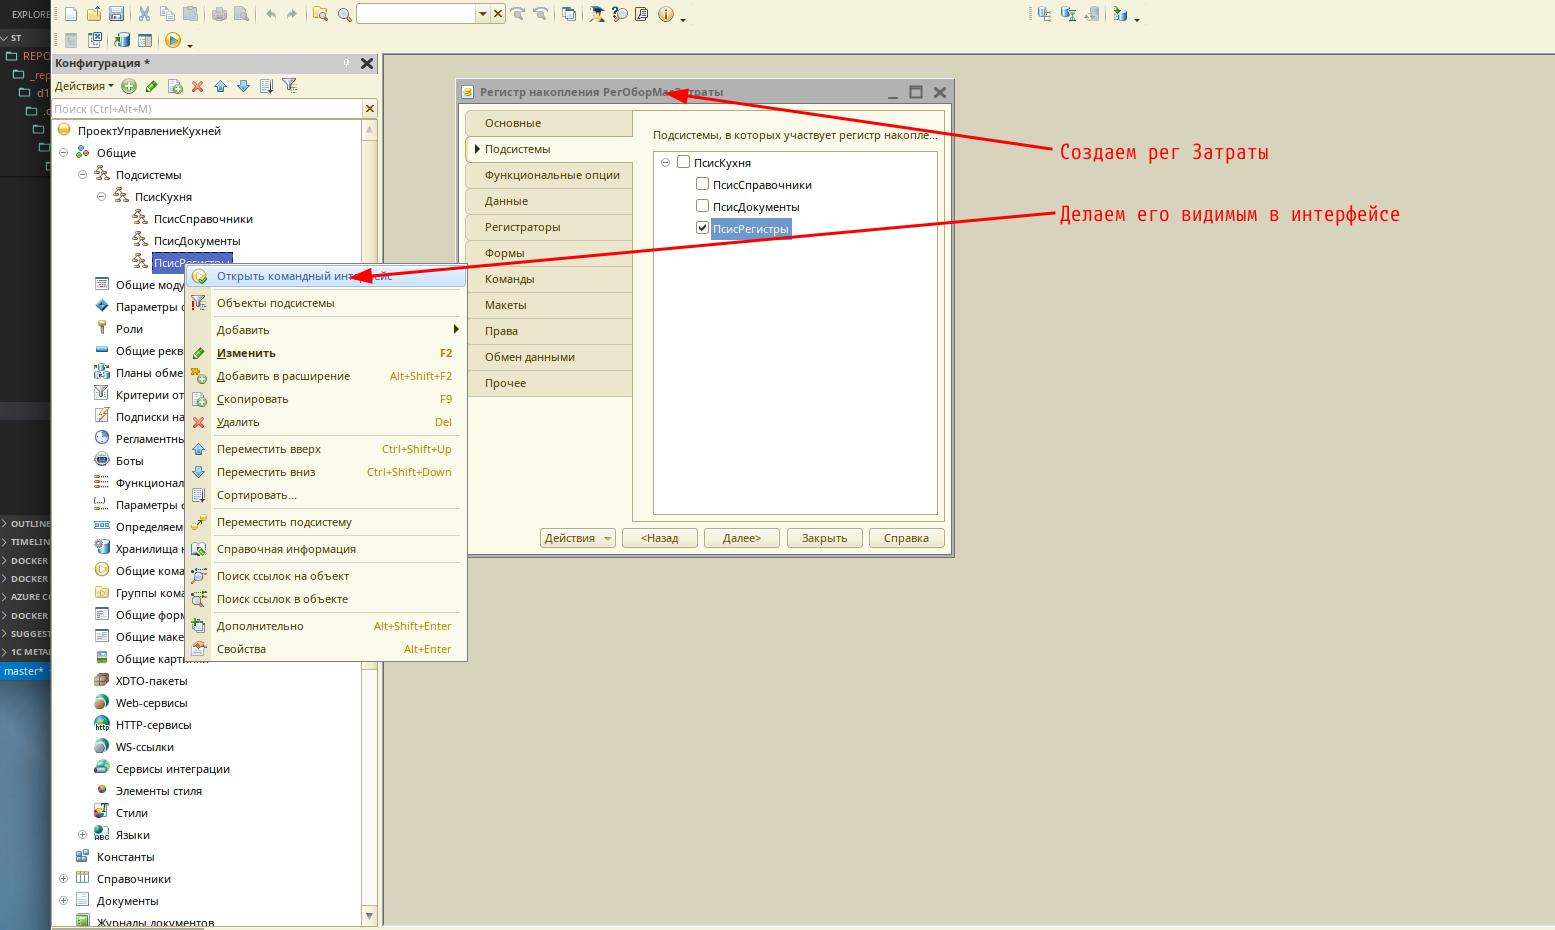 EXPLORE
ST
REPO
_rep
d1
Конфигурация *
Действия
Поиск (Ctrl+Alt+M)
ПроектУправлениеКухней
Общие
Подсистемы
ПсисКухня
ПсисСправочники
ПсисДокументы
ПсисРегистры
Общие моду
Параметры с
Роли
Общие рекв
Планы обме
Критерии от
Подписки на
Регламентнь
Боты
Функционал
Параметры ф
Определяем
Хранилища н
Общие кома
Группы кома
Общие форм
Общие маке
Общие картинки
XDTO-пакеты
Web-сервисы
HTTP-сервисы
WS-ссылки
Сервисы интеграции
Элементы стиля
Стили
Языки
Константы
Справочники
Документы
Журналы документов
Открыть командный интерфейс
Объекты подсистемы
Добавить
Изменить F2
Добавить в расширение Alt+Shift+F2
Скопировать F9
Удалить Del
Переместить вверх Ctrl+Shift+Up
Переместить вниз Ctrl+Shift+Down
Сортировать...
Переместить подсистему
Справочная информация
Поиск ссылок на объект
Поиск ссылок в объекте
Дополнительно Alt+Shift+Enter
Свойства Alt+Enter
Регистр накопления РегОборМагЗатраты
Основные
Подсистемы
Функциональные опции
Данные
Регистраторы
Формы
Команды
Макеты
Права
Обмен данными
Прочее
Подсистемы, в которых участвует регистр накопле...
ПсисКухня
ПсисСправочники
ПсисДокументы
ПсисРегистры
Действия
<Назад
Далее>
Закрыть
Справка
Создаем рег Затраты
Делаем его видимым в интерфейсе
OUTLINE
TIMELIN
DOCKER
DOCKER
AZURE CO
DOCKER
SUGGEST
1C METAD
master*